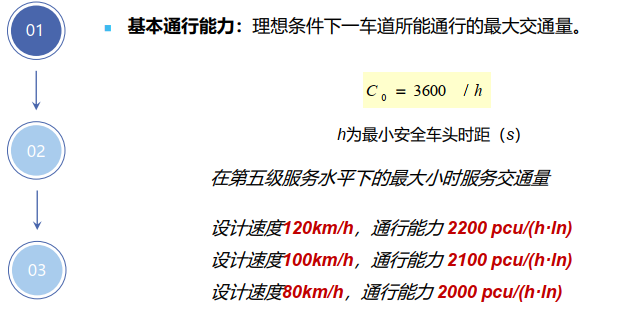 01
基本通行能力：理想条件下一车道所能通行的最大交通量。
C₀ = 3600 / h
h为最小安全车头时距（s）
02
在第五级服务水平下的最大小时服务交通量
设计速度120km/h，通行能力 2200 pcu/(h·ln)
设计速度100km/h，通行能力 2100 pcu/(h·ln)
03
设计速度80km/h，通行能力 2000 pcu/(h·ln)